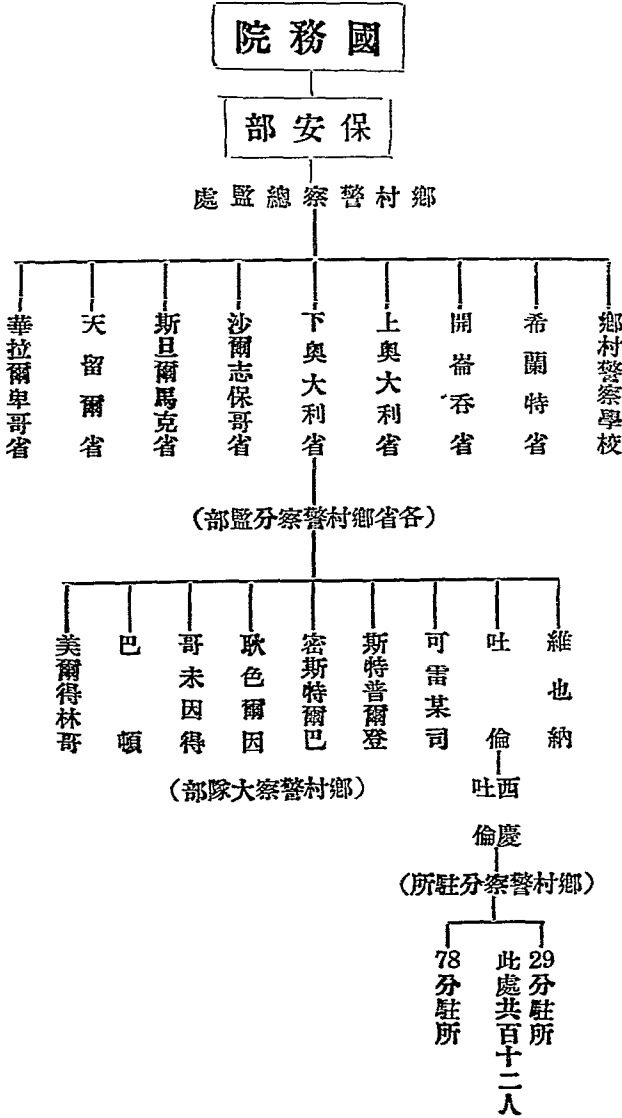 國務院
保安部
鄉村警察總監處
鄉村警察學校
希蘭特省
開崙吞省
上奧大利省
下奧大利省
沙爾志保哥省
斯旦爾馬克省
天留爾省
華拉爾卑哥省
(各省鄉村警察分監部)
維也納
吐倫
可雷某司
斯特普爾登
密斯特爾巴
耿色爾因
哥未因得
巴頓
美爾得林哥
(鄉村警察大隊部)
西慶
吐倫
(鄉村警察分駐所)
29分駐所
此處共百十二人
78分駐所